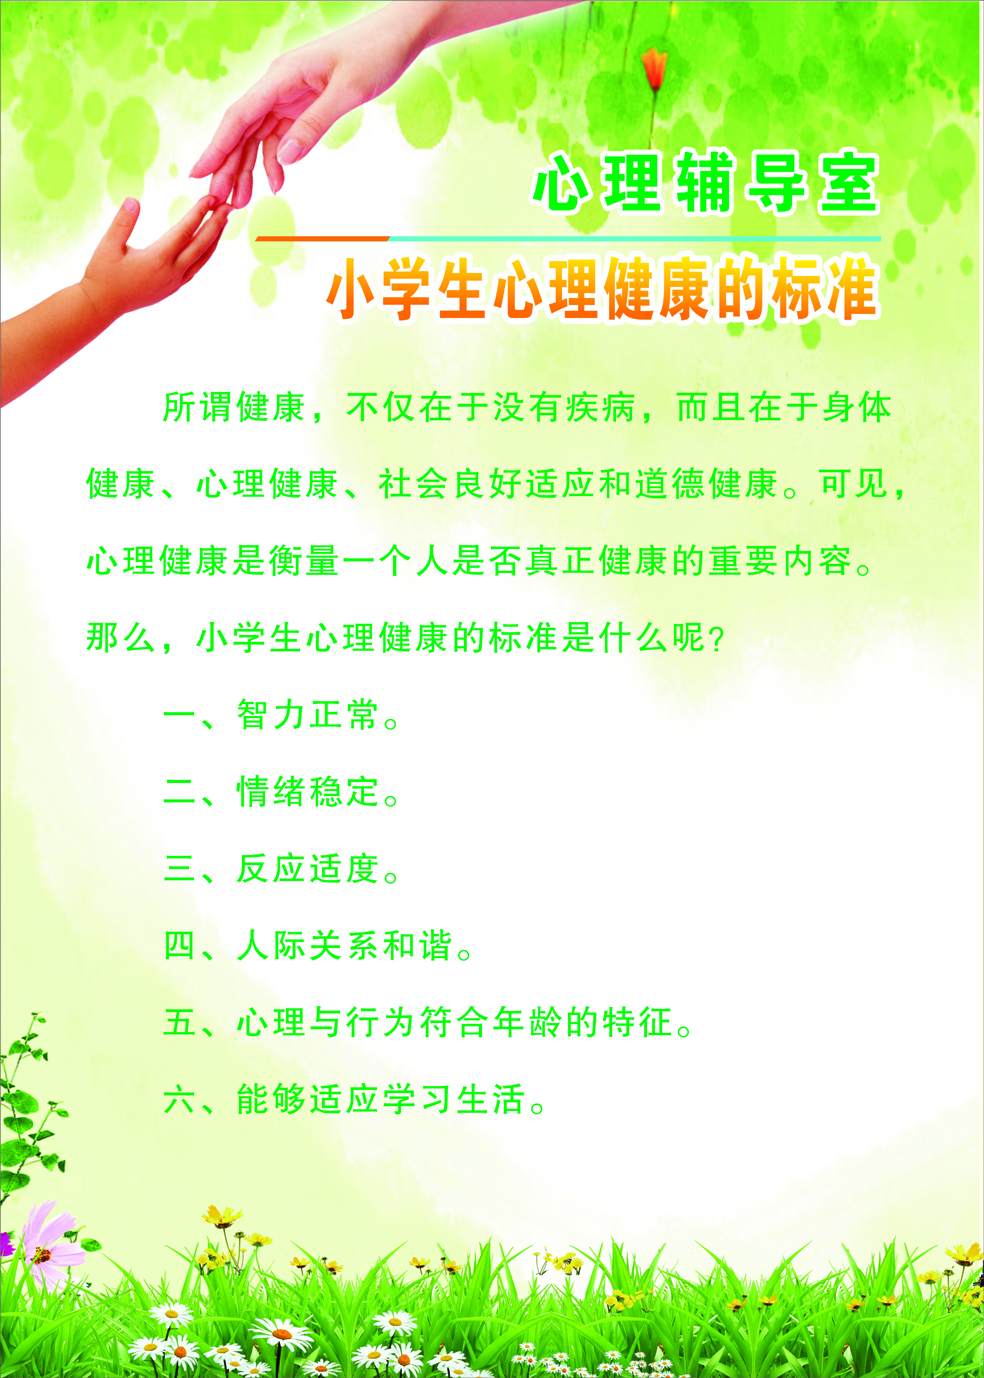 心理辅导室
小学生心理健康的标准
所谓健康，不仅在于没有疾病，而且在于身体
健康、心理健康、社会良好适应和道德健康。可见，
心理健康是衡量一个人是否真正健康的重要内容。
那么，小学生心理健康的标准是什么呢？
一、智力正常。
二、情绪稳定。
三、反应适度。
四、人际关系和谐。
五、心理与行为符合年龄的特征。
六、能够适应学习生活。